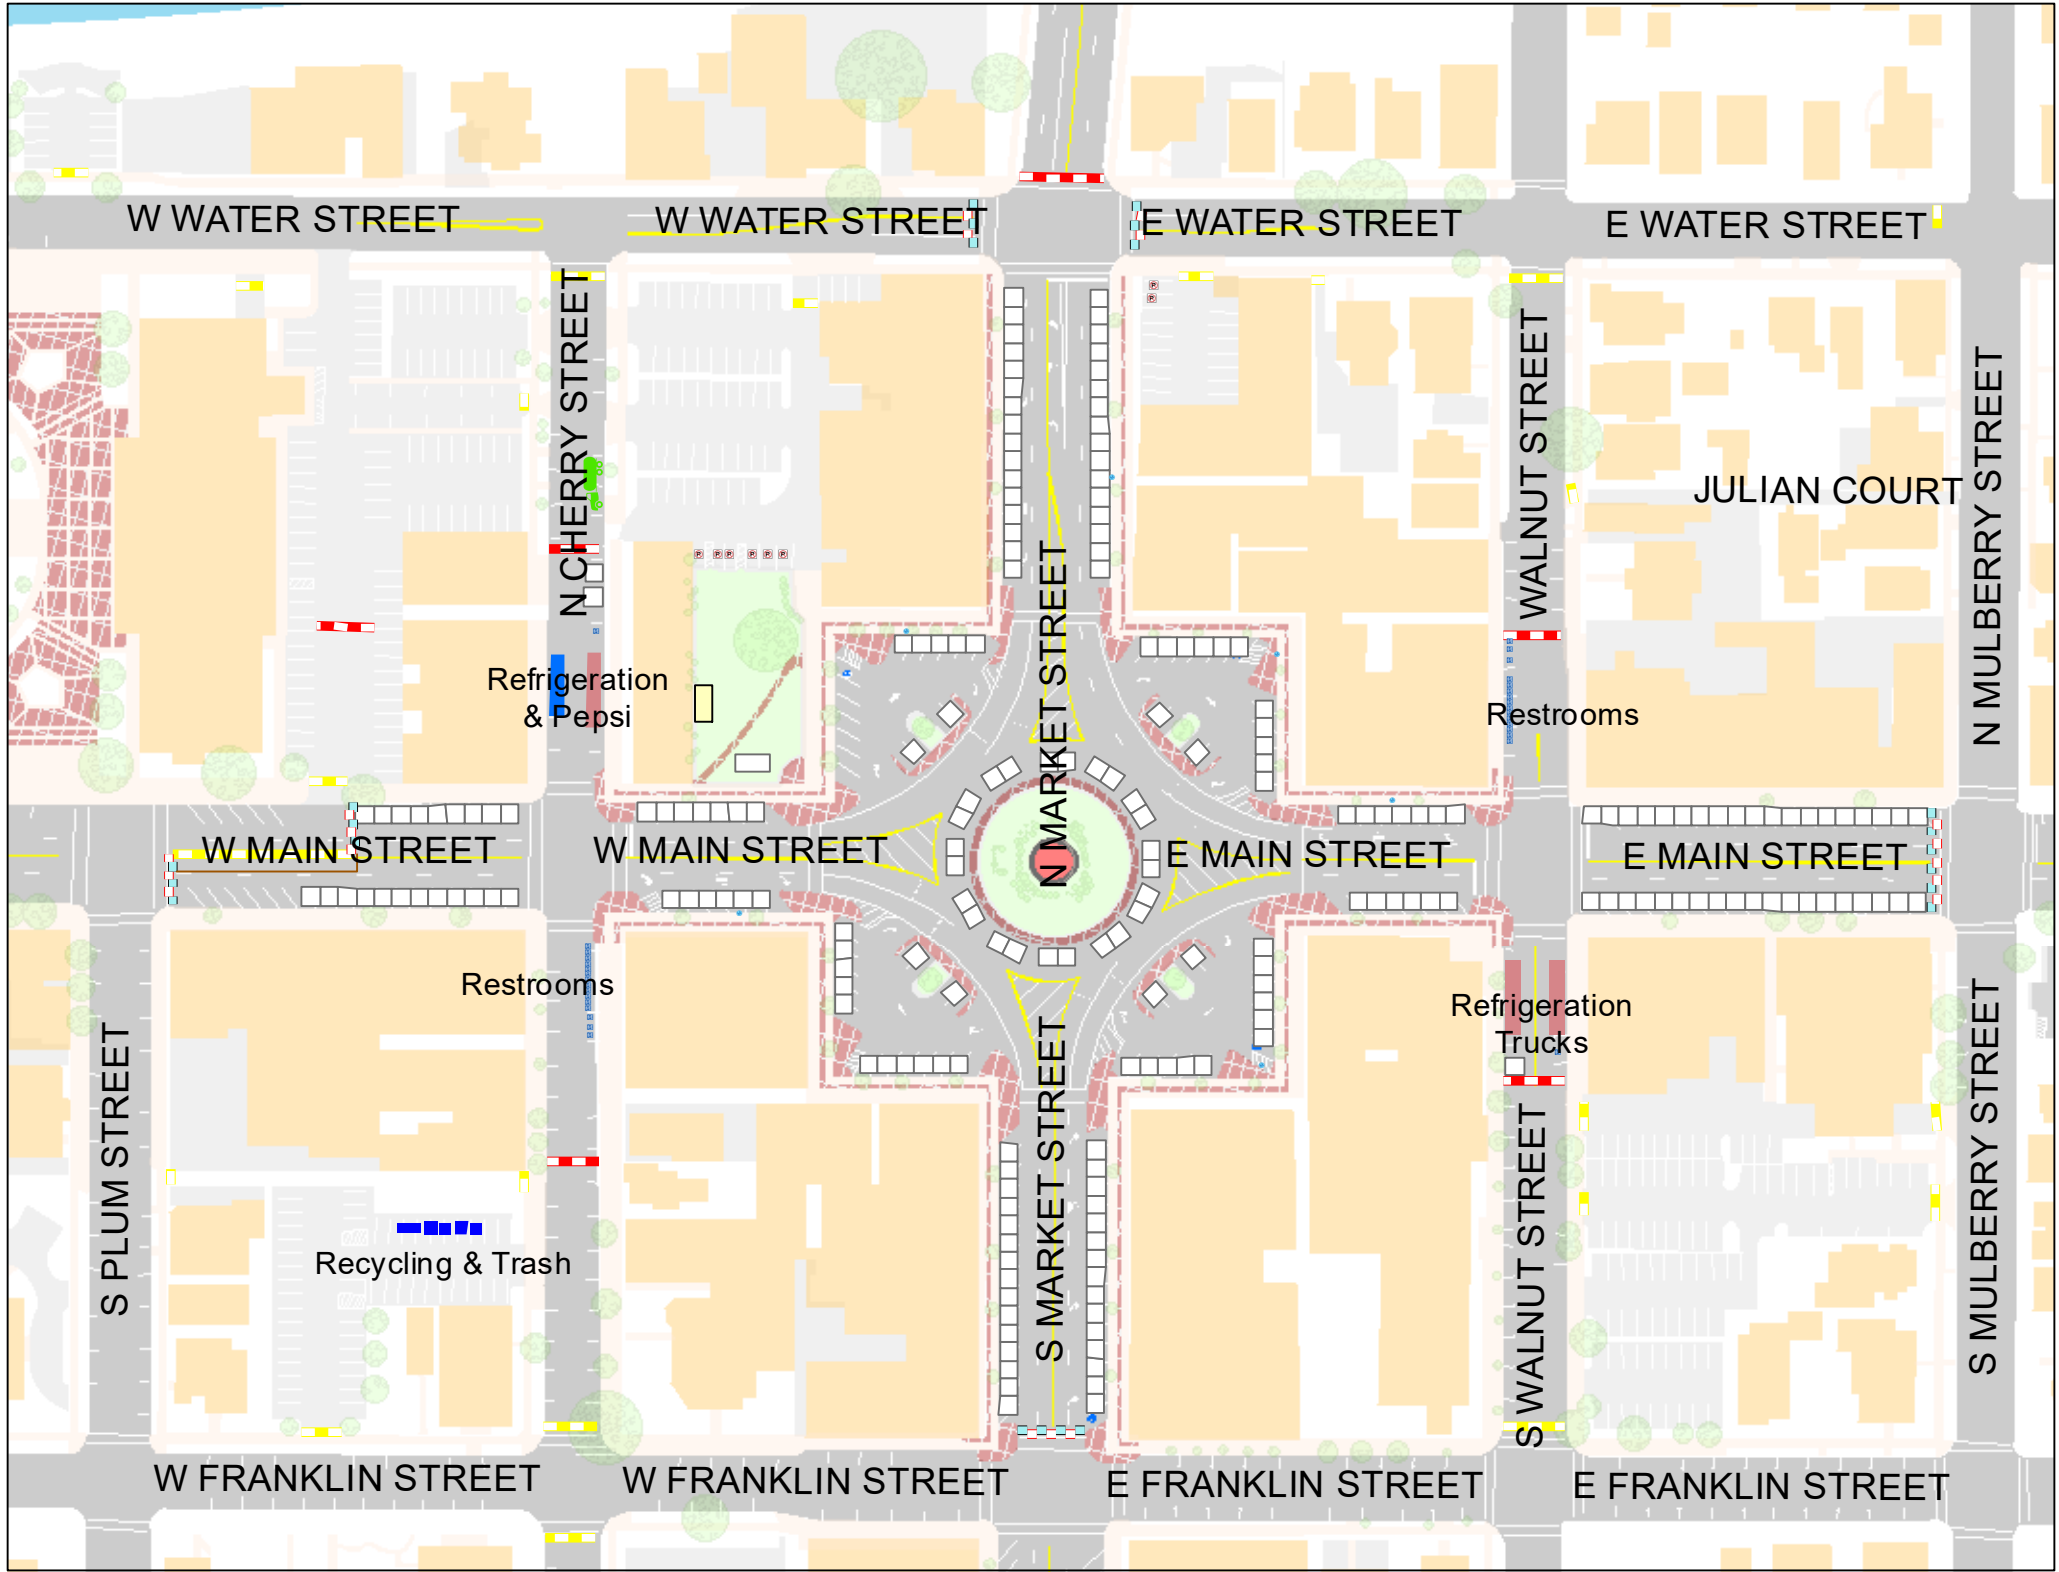 W WATER STREET
W WATER STREET
E WATER STREET
E WATER STREET
N CHERRY STREET
WALNUT STREET
N MULBERRY STREET
JULIAN COURT
N MARKET STREET
Refrigeration
& Pepsi
Restrooms
W MAIN STREET
W MAIN STREET
E MAIN STREET
E MAIN STREET
Restrooms
Refrigeration
Trucks
S PLUM STREET
S MARKET STREET
S WALNUT STREET
S MULBERRY STREET
Recycling & Trash
W FRANKLIN STREET
W FRANKLIN STREET
E FRANKLIN STREET
E FRANKLIN STREET